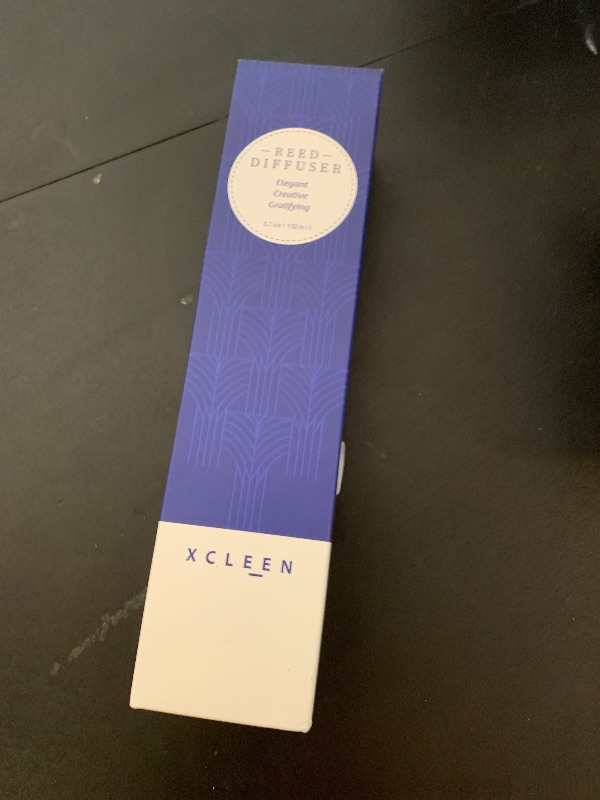 REED
DIFFUSER
Elegant
Creative
Gratifying
3.7 oz ( 110 ml )
XCLEEN